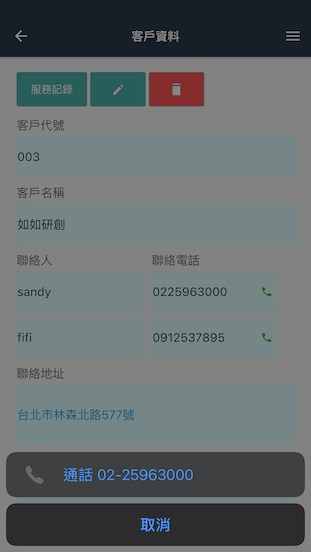 客戶資料
服務記錄
客戶代號
003
客戶名稱
如如研創
聯絡人 聯絡電話
sandy 0225963000
fifi 0912537895
聯絡地址
台北市林森北路577號
通話 02-25963000
取消